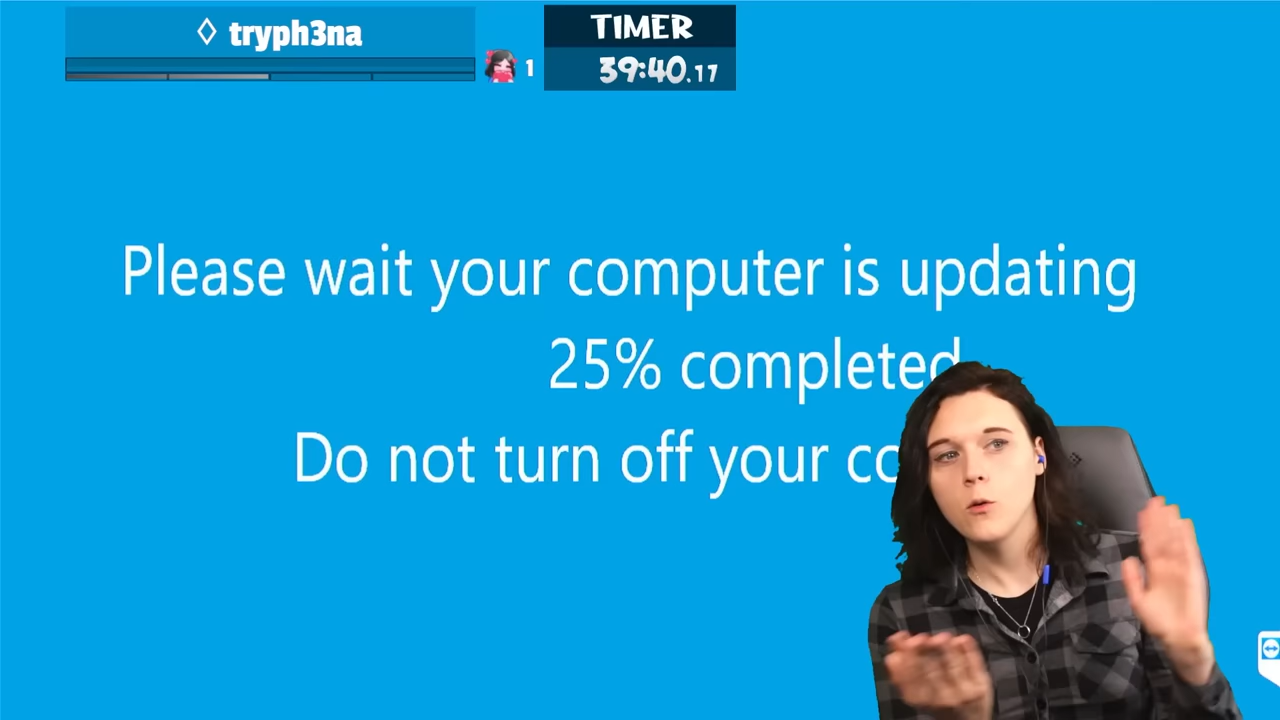 ◇ tryph3na
1
TIMER
39:40.17
Please wait your computer is updating
25% completed
Do not turn off your co